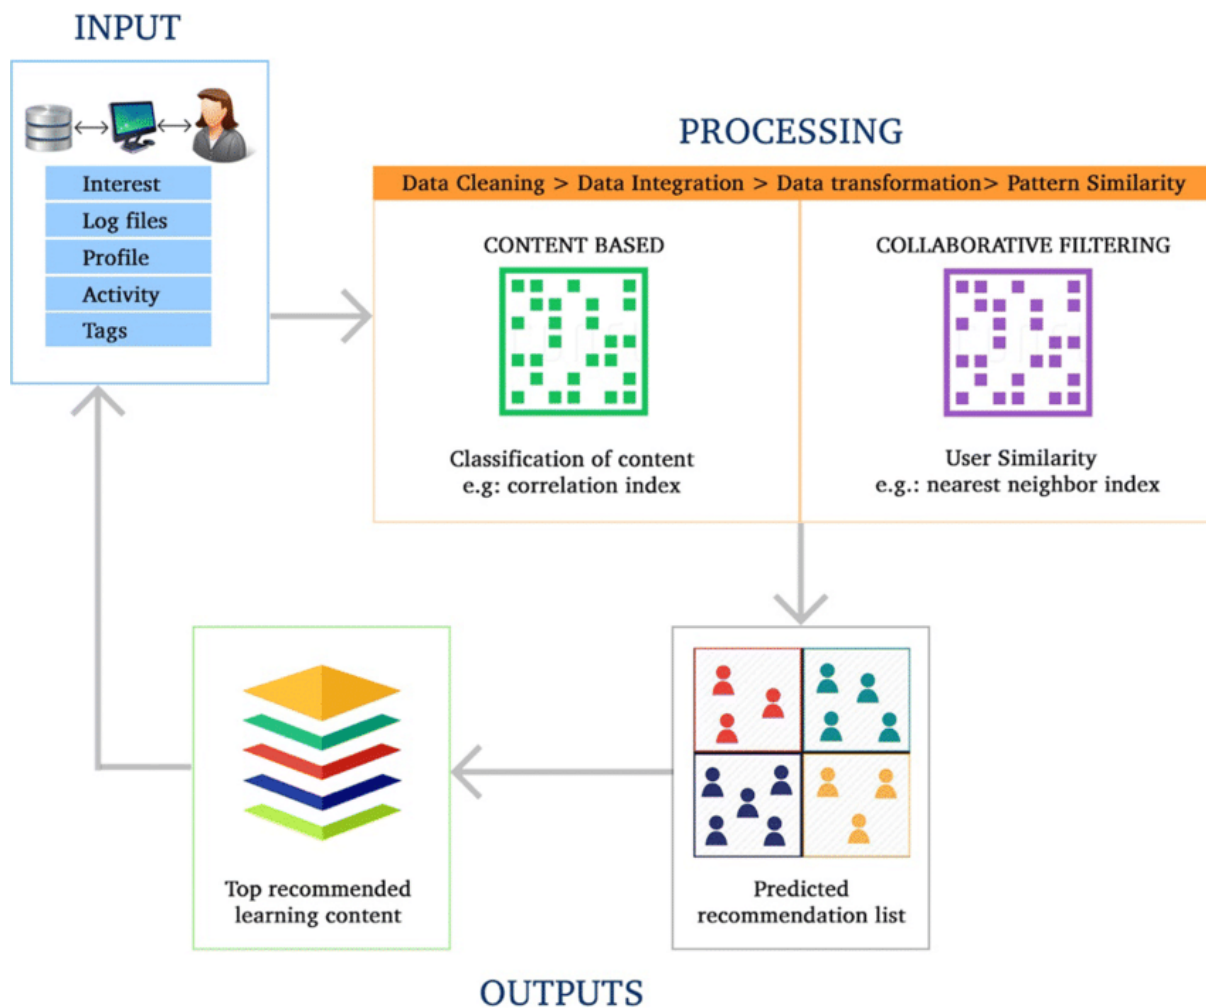 INPUT
Interest
Log files
Profile
Activity
Tags
PROCESSING
Data Cleaning > Data Integration > Data transformation> Pattern Similarity
CONTENT BASED
Classification of content
e.g: correlation index
COLLABORATIVE FILTERING
User Similarity
e.g.: nearest neighbor index
Top recommended
learning content
Predicted
recommendation list
OUTPUTS